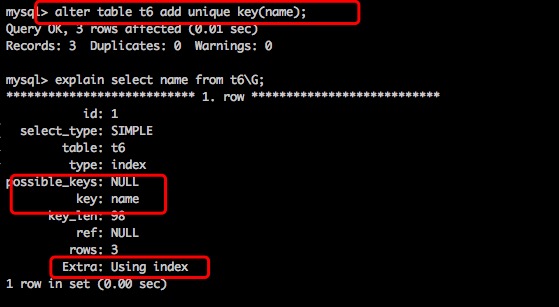 mysql> alter table t6 add unique key(name);
Query OK, 3 rows affected (0.01 sec)
Records: 3  Duplicates: 0  Warnings: 0
mysql> explain select name from t6\G;
*************************** 1. row ***************************
id: 1
select_type: SIMPLE
table: t6
type: index
possible_keys: NULL
key: name
key_len: 98
ref: NULL
rows: 3
Extra: Using index
1 row in set (0.00 sec)